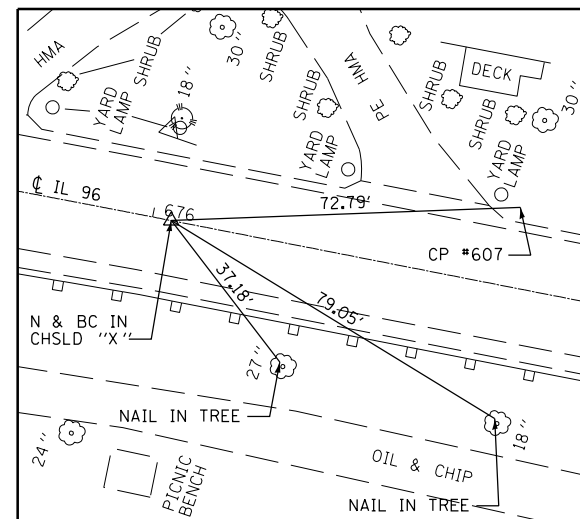 HMA
SHRUB
30"
SHRUB
PE HMA
DECK
YARD
LAMP
18"
SHRUB
YARD
LAMP
SHRUB
SHRUB
30"
YARD
LAMP
℄ IL 96
676
72.79'
CP #607
37.18'
79.05'
N & BC IN
CHSLD "X"
27"
NAIL IN TREE
24"
PICNIC
BENCH
OIL & CHIP
18"
NAIL IN TREE